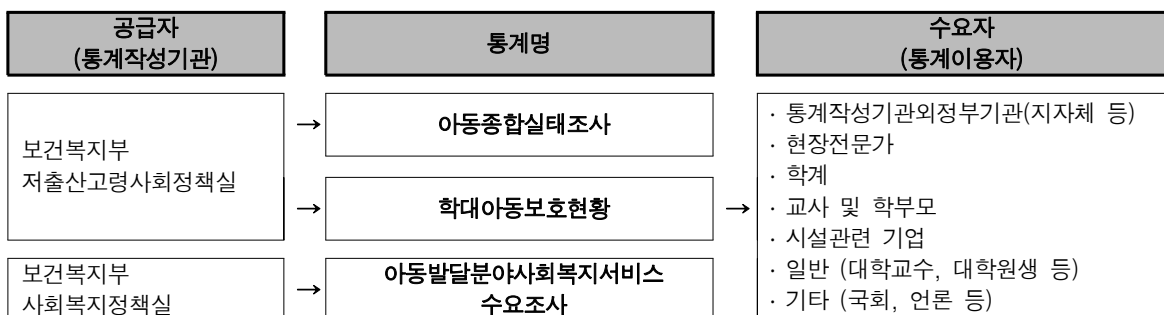 공급자
(통계작성기관)
통계명
수요자
(통계이용자)
보건복지부
저출산고령사회정책실
→
아동종합실태조사
→
학대아동보호현황
보건복지부
사회복지정책실
→
아동발달분야사회복지서비스
수요조사
→
· 통계작성기관외정부기관(지자체 등)
· 현장전문가
· 학계
· 교사 및 학부모
· 시설관련 기업
· 일반 (대학교수, 대학원생 등)
· 기타 (국회, 언론 등)